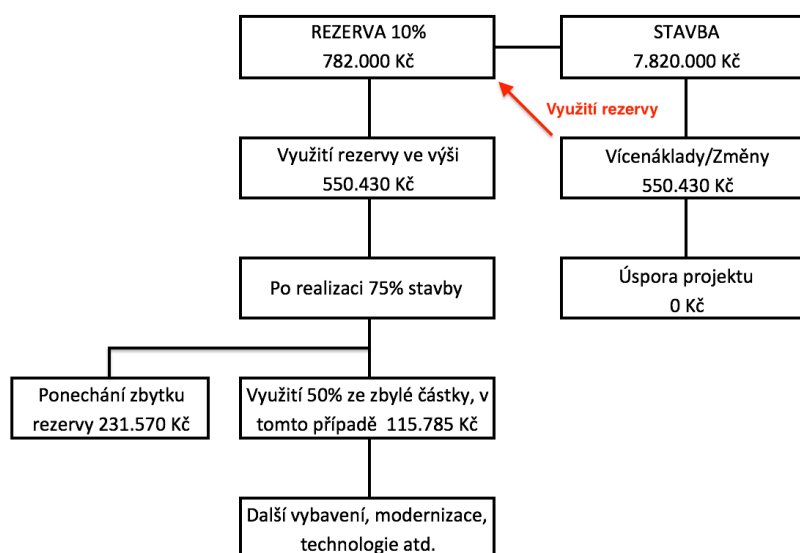 REZERVA 10%
782.000 Kč
STAVBA
7.820.000 Kč
Využití rezervy
Využití rezervy ve výši
550.430 Kč
Vícenáklady/Změny
550.430 Kč
Po realizaci 75% stavby
Úspora projektu
0 Kč
Ponechání zbytku
rezervy 231.570 Kč
Využití 50% ze zbylé částky, v
tomto případě 115.785 Kč
Další vybavení, modernizace,
technologie atd.